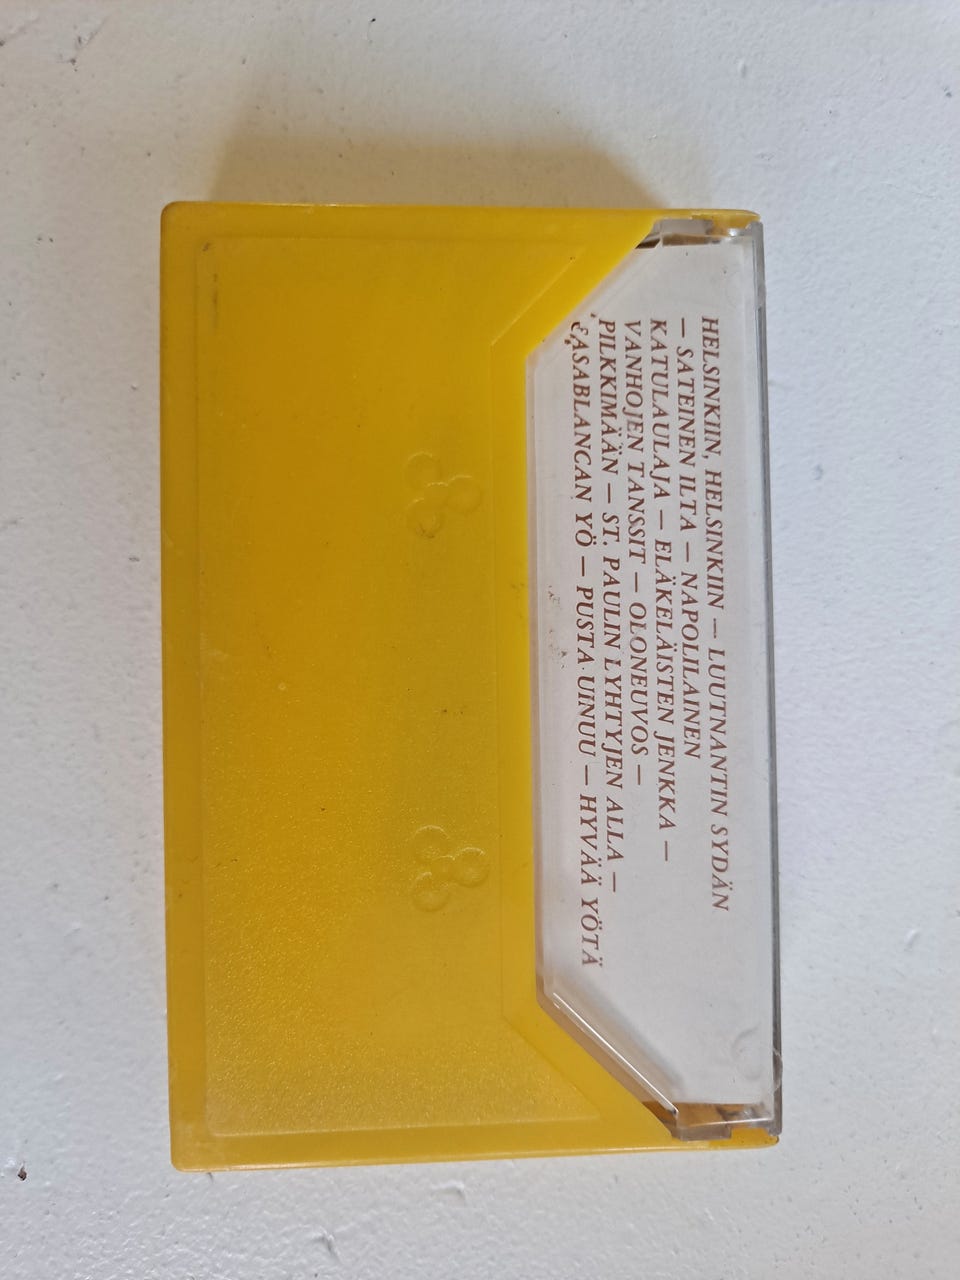 HELSINKIIN, HELSINKIIN — LUUTNANTIN SYDÄN
— SATEINEN ILTA — NAPOLILAINEN
KATULAULAJA — ELÄKELÄISTEN JENKKA —
VANHOJEN TANSSIT — OLONEUVOS —
PILKKIMÄÄN — ST. PAULIN LYHTYJEN ALLA —
CASABLANCAN YÖ — PUSTA UINUU — HYVÄÄ YÖTÄ